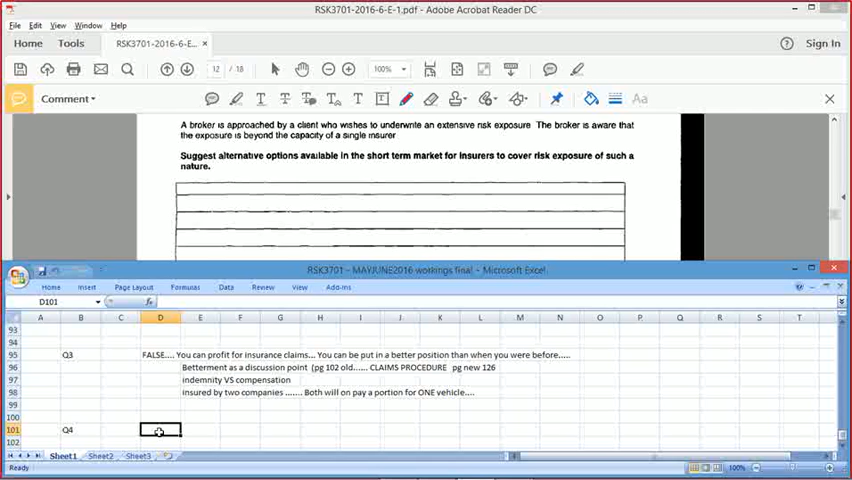 RSK3701-2016-6-E-1.pdf - Adobe Acrobat Reader DC
File Edit View Window Help
Home Tools RSK3701-2016-6-E... × Sign In
12 / 18 100%
Comment
A broker is approached by a client who wishes to underwrite an extensive risk exposure The broker is aware that
the exposure is beyond the capacity of a single insurer
Suggest alternative options available in the short term market for insurers to cover risk exposure of such a
nature.
RSK3701 - MAYJUNE2016 workings final - Microsoft Excel
Home Insert Page Layout Formulas Data Review View Add-Ins
D101 fx
A B C D E F G H I J K L M N O P Q R S T
93
94
95 Q3 FALSE.... You can profit for insurance claims... You can be put in a better position than when you were before.....
96 Betterment as a discussion point (pg 102 old...... CLAIMS PROCEDURE pg new 126
97 indemnity VS compensation
98 insured by two companies ....... Both will on pay a portion for ONE vehicle....
99
100
101 Q4
102
Sheet1 Sheet2 Sheet3
Ready 100%